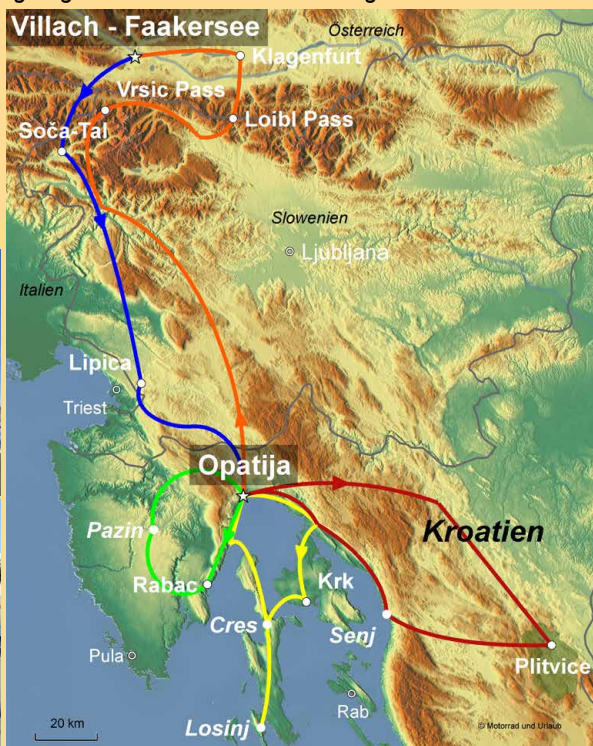 Villach - Faakersee
Österreich
Klagenfurt
Vrsic Pass
Loibl Pass
Soča-Tal
Slowenien
Ljubljana
Italien
Lipica
Triest
Opatija
Kroatien
Pazin
Rabac
Krk
Cres
Senj
Pula
Plitvice
Rab
Losinj
20 km
© Motorrad und Urlaub